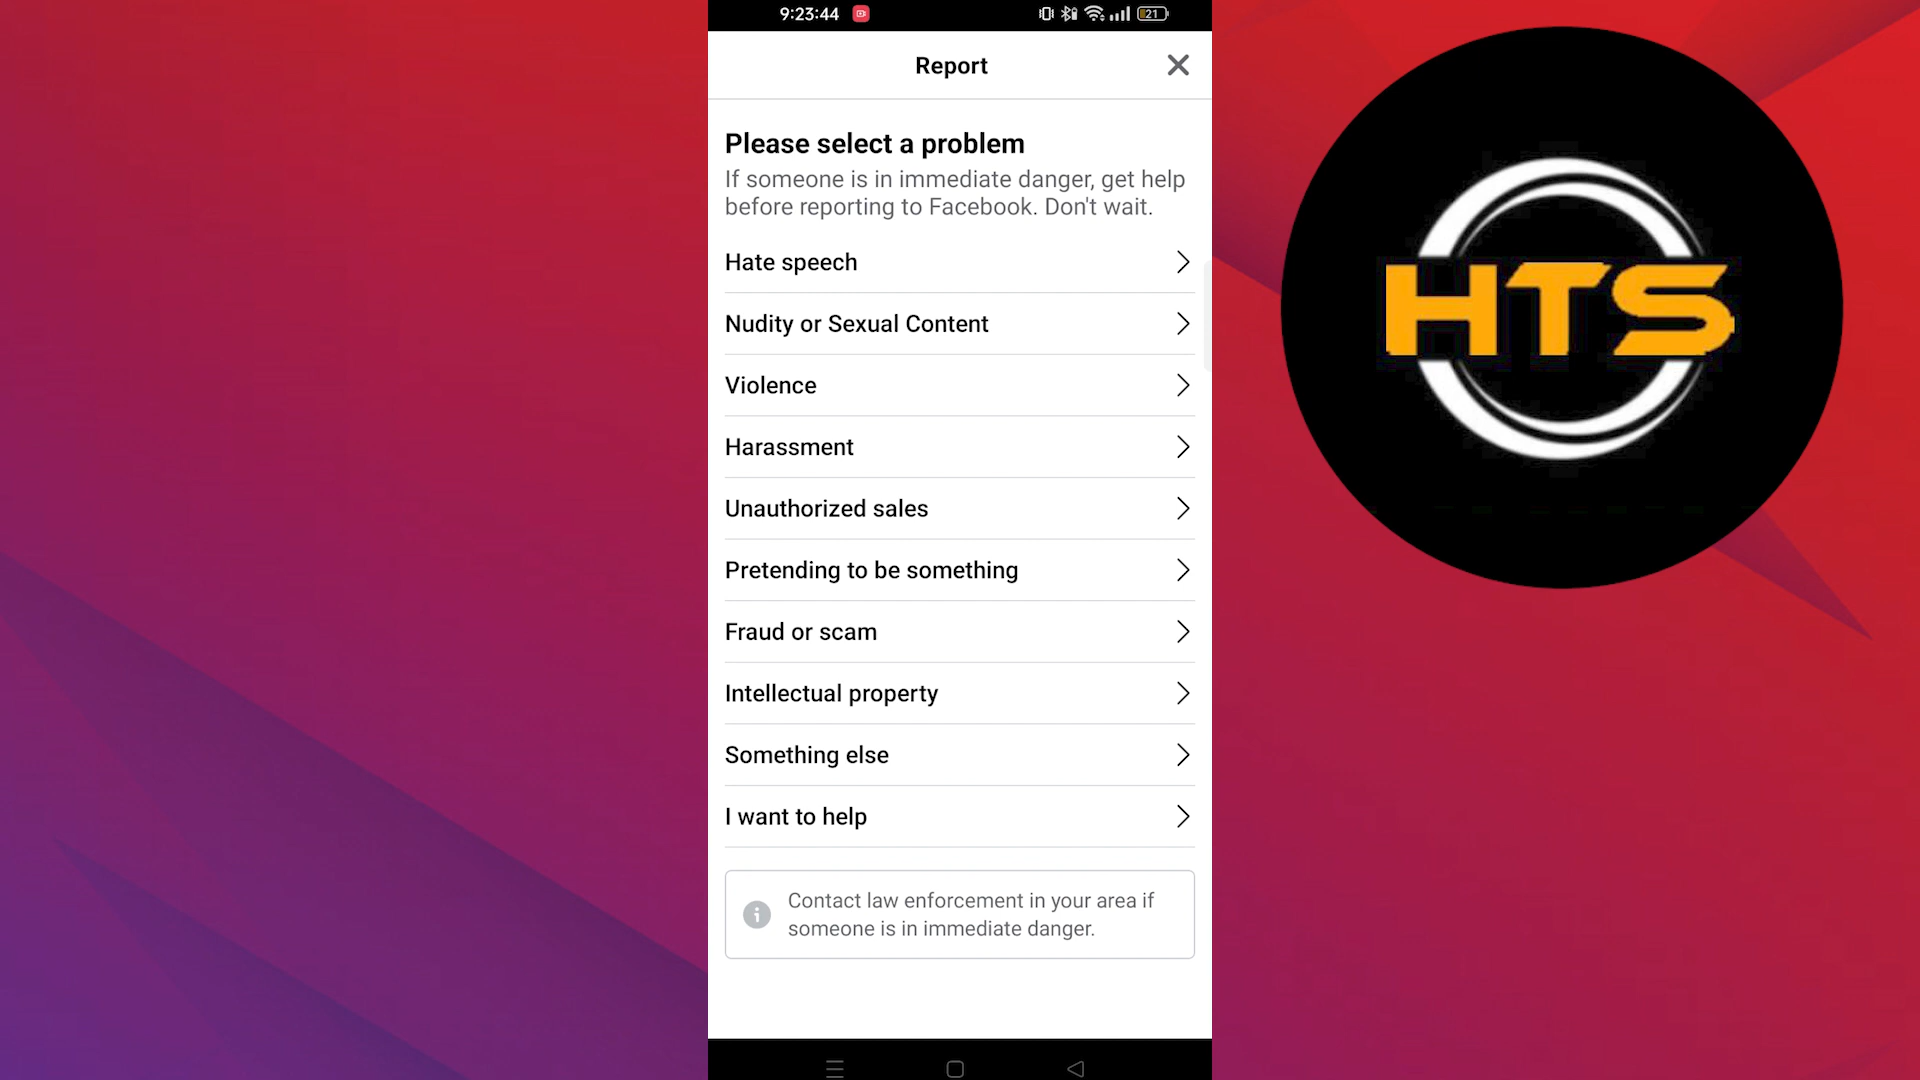 9:23:44
21
Report
Please select a problem
If someone is in immediate danger, get help
before reporting to Facebook. Don't wait.
Hate speech
Nudity or Sexual Content
Violence
Harassment
Unauthorized sales
Pretending to be something
Fraud or scam
Intellectual property
Something else
I want to help
Contact law enforcement in your area if
someone is in immediate danger.
HTS